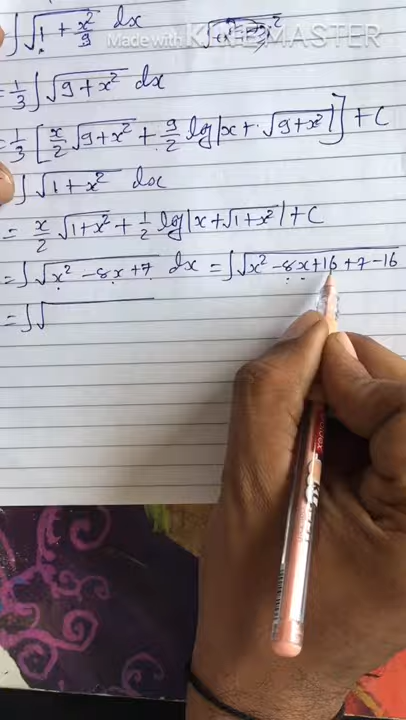 ∫√1 + x²/9 dx
Made with KINEMASTER
= 1/3 ∫√9 + x² dx
= 1/3 [x/2 √9+x² + 9/2 log|x + √9+x²|] + C
∫√1 + x² dx
= x/2 √1+x² + 1/2 log|x + √1+x²| + C
= ∫√x² - 8x + 7 dx = ∫√x² - 8x + 16 + 7 - 16
= ∫√